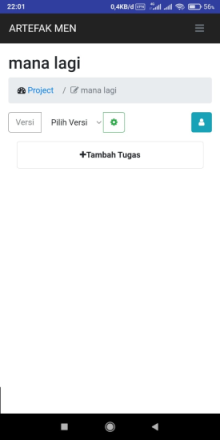 22:01 0,4KB/d 56%
ARTEFAK MEN
mana lagi
Project / mana lagi
Versi Pilih Versi
Tambah Tugas